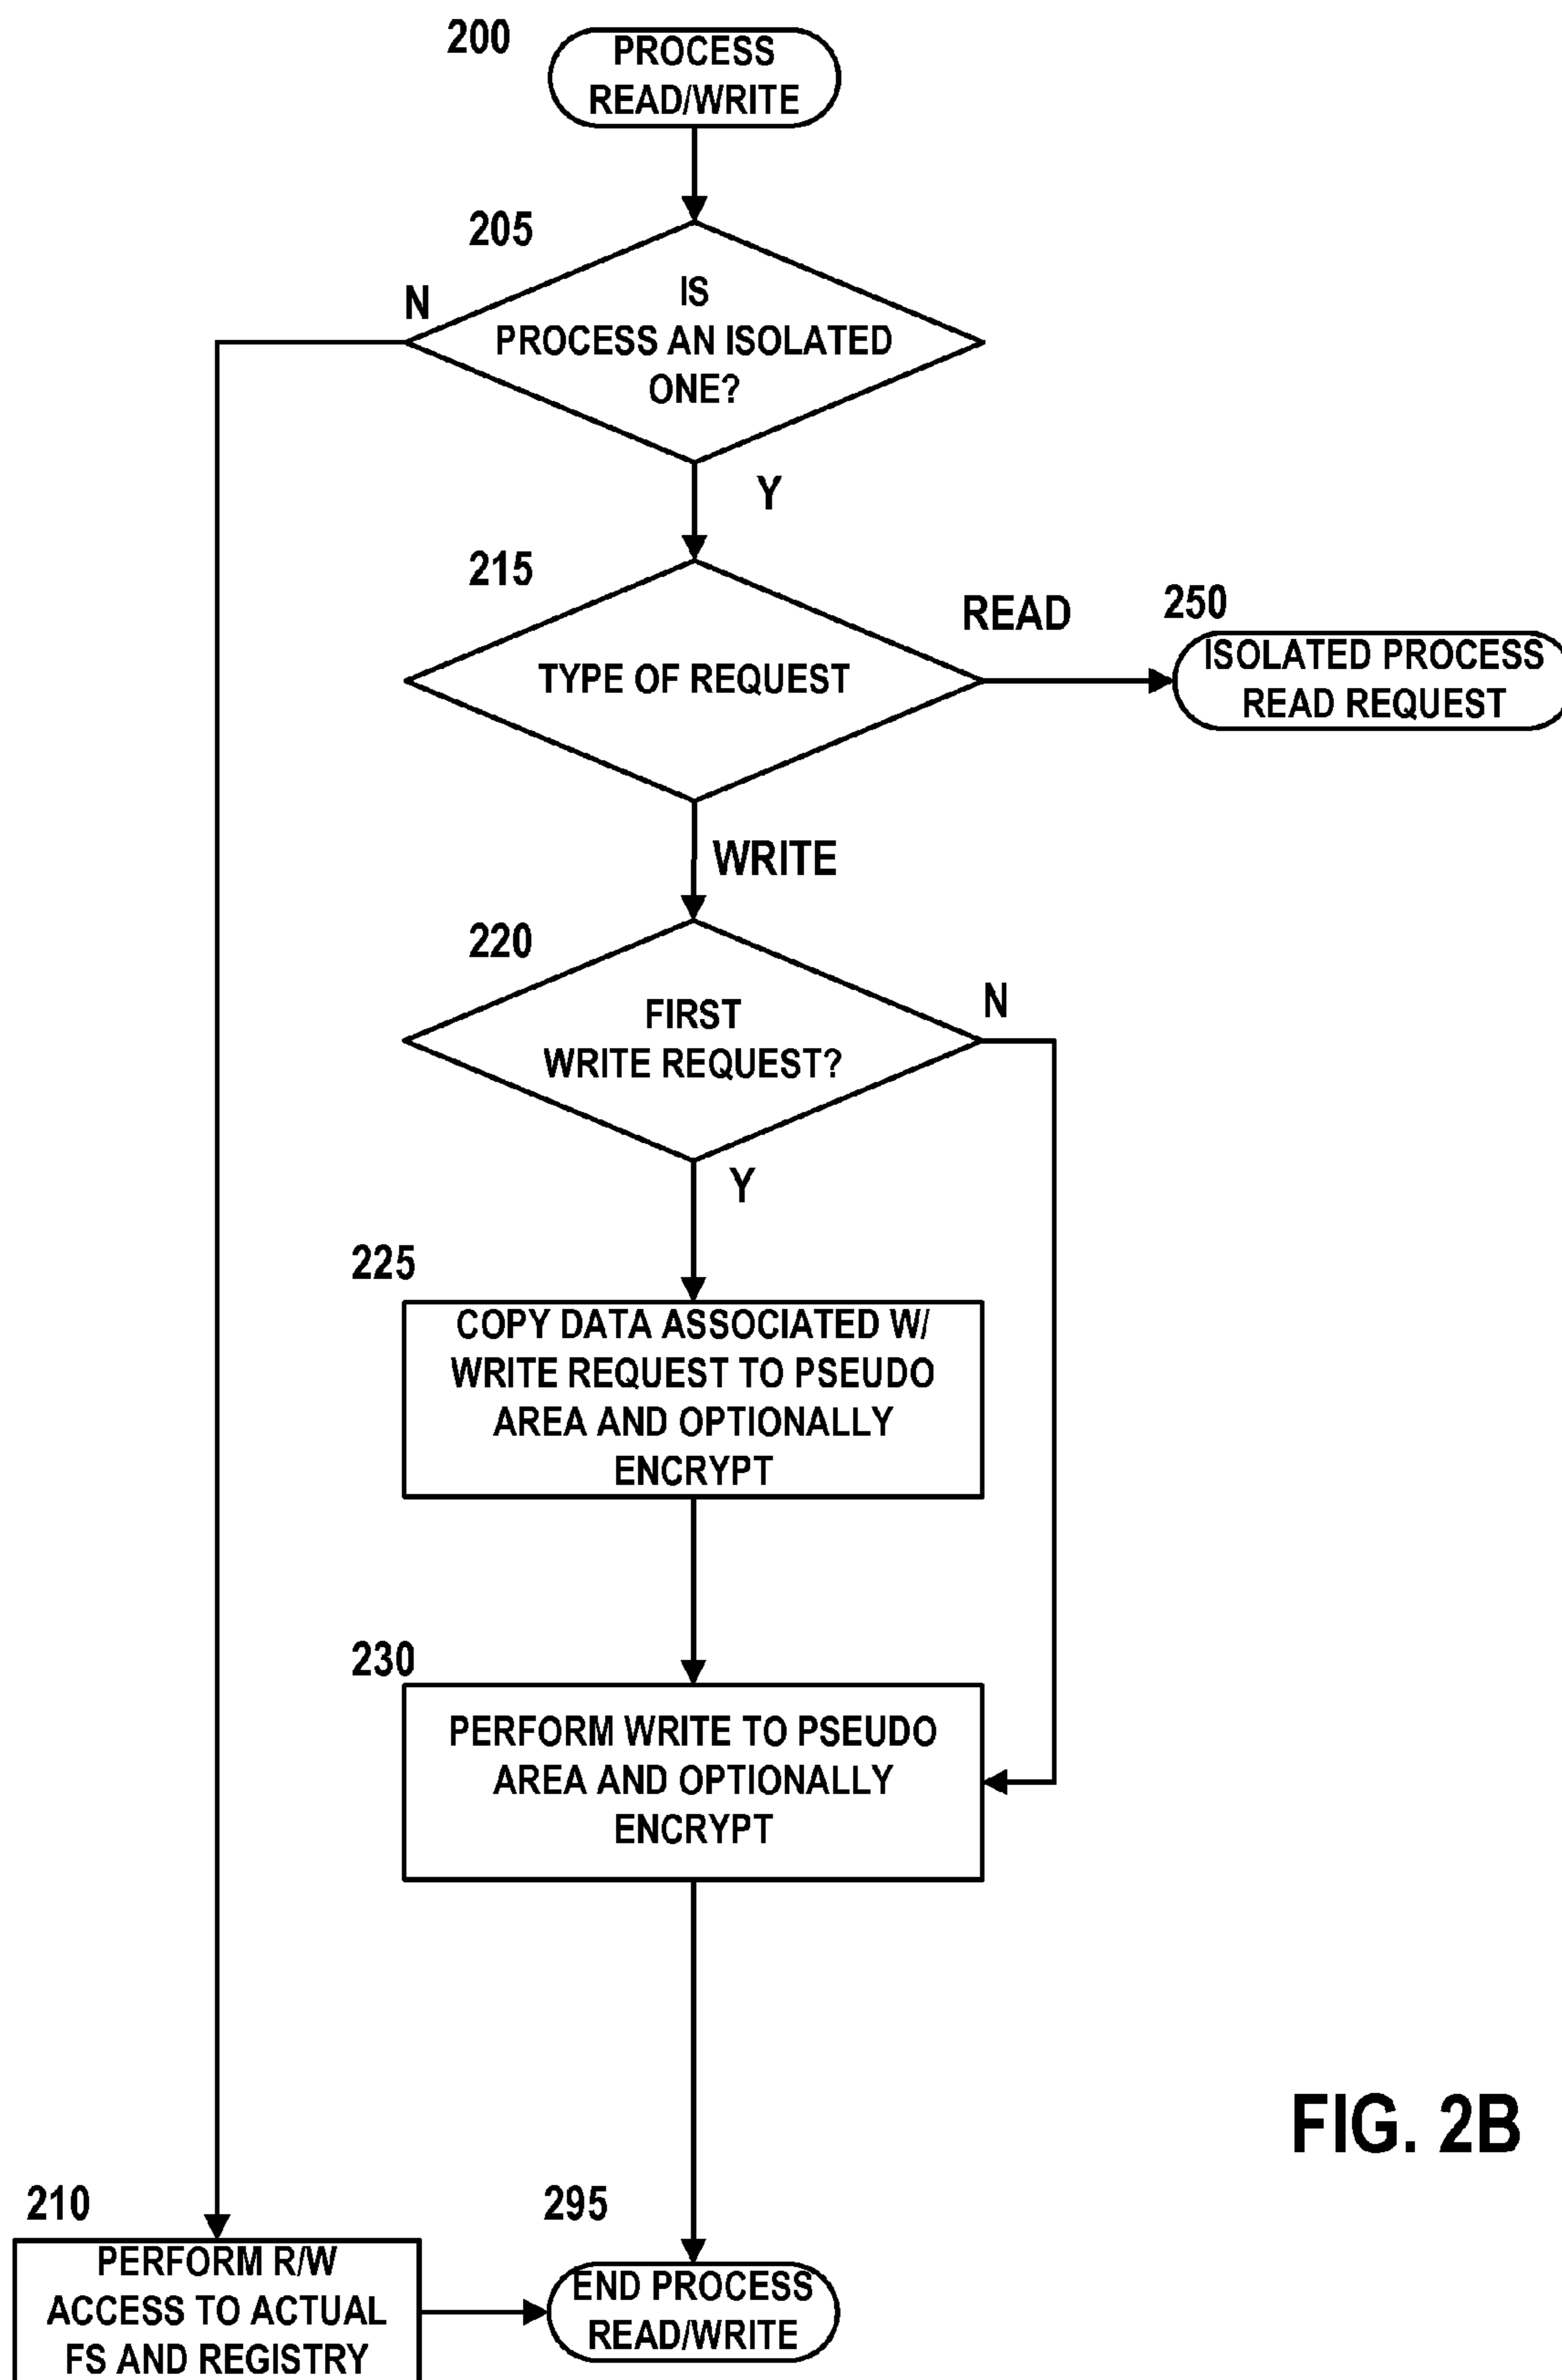 200
PROCESS
READ/WRITE
205
N
IS
PROCESS AN ISOLATED
ONE?
Y
215
TYPE OF REQUEST
READ
250
ISOLATED PROCESS
READ REQUEST
WRITE
220
FIRST
WRITE REQUEST?
N
Y
225
COPY DATA ASSOCIATED W/
WRITE REQUEST TO PSEUDO
AREA AND OPTIONALLY
ENCRYPT
230
PERFORM WRITE TO PSEUDO
AREA AND OPTIONALLY
ENCRYPT
FIG. 2B
210
PERFORM R/W
ACCESS TO ACTUAL
FS AND REGISTRY
295
END PROCESS
READ/WRITE